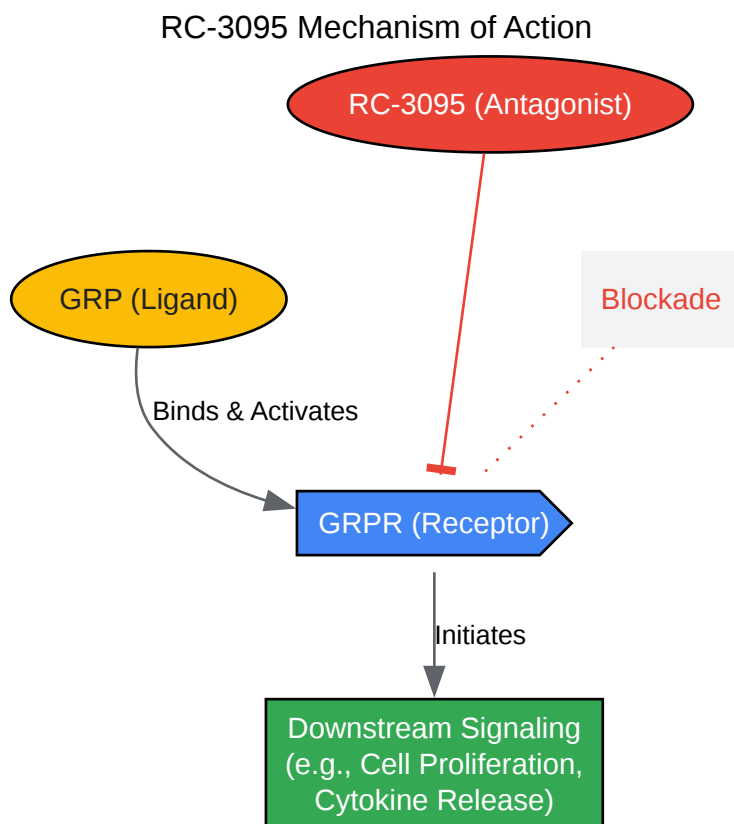 RC-3095 Mechanism of Action
RC-3095 (Antagonist)
GRP (Ligand)
Blockade
Binds & Activates
GRPR (Receptor)
Initiates
Downstream Signaling
(e.g., Cell Proliferation,
Cytokine Release)